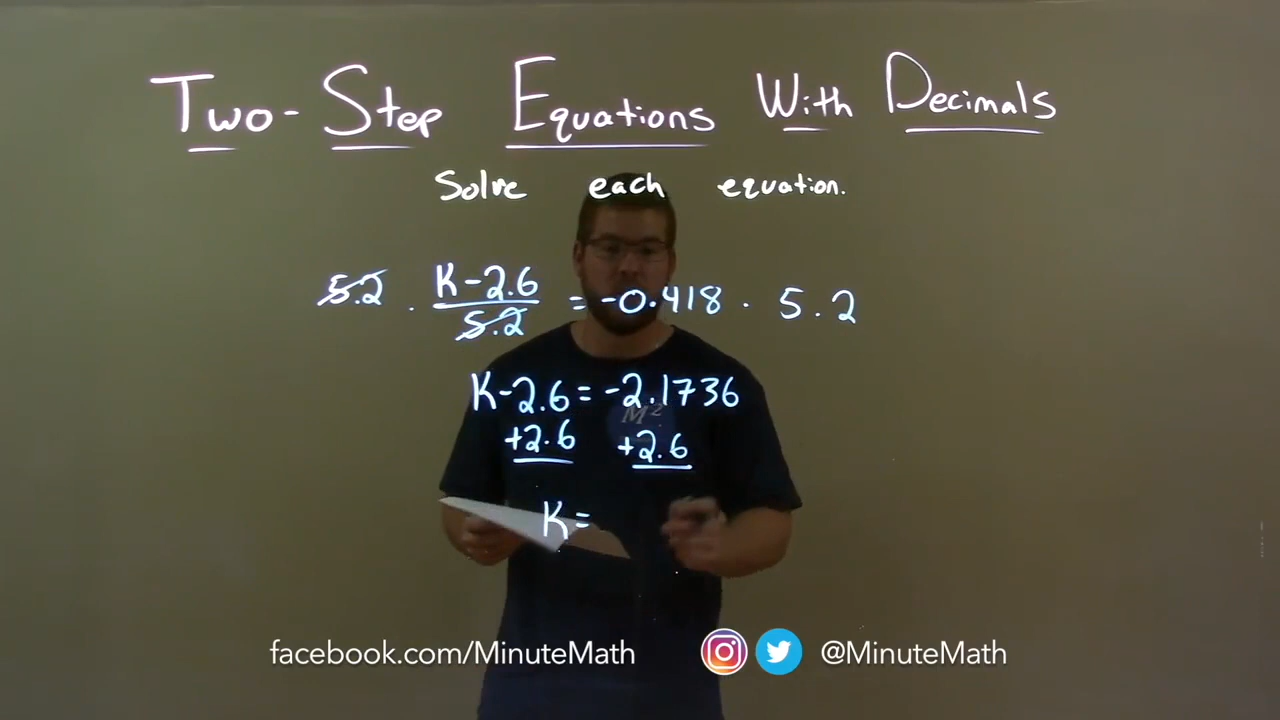 Two-Step Equations With Decimals
Solve each equation.
5.2 · K-2.6/5.2 = -0.418 · 5.2
K-2.6 = -2.1736
+2.6 +2.6
K=
M²
facebook.com/MinuteMath @MinuteMath